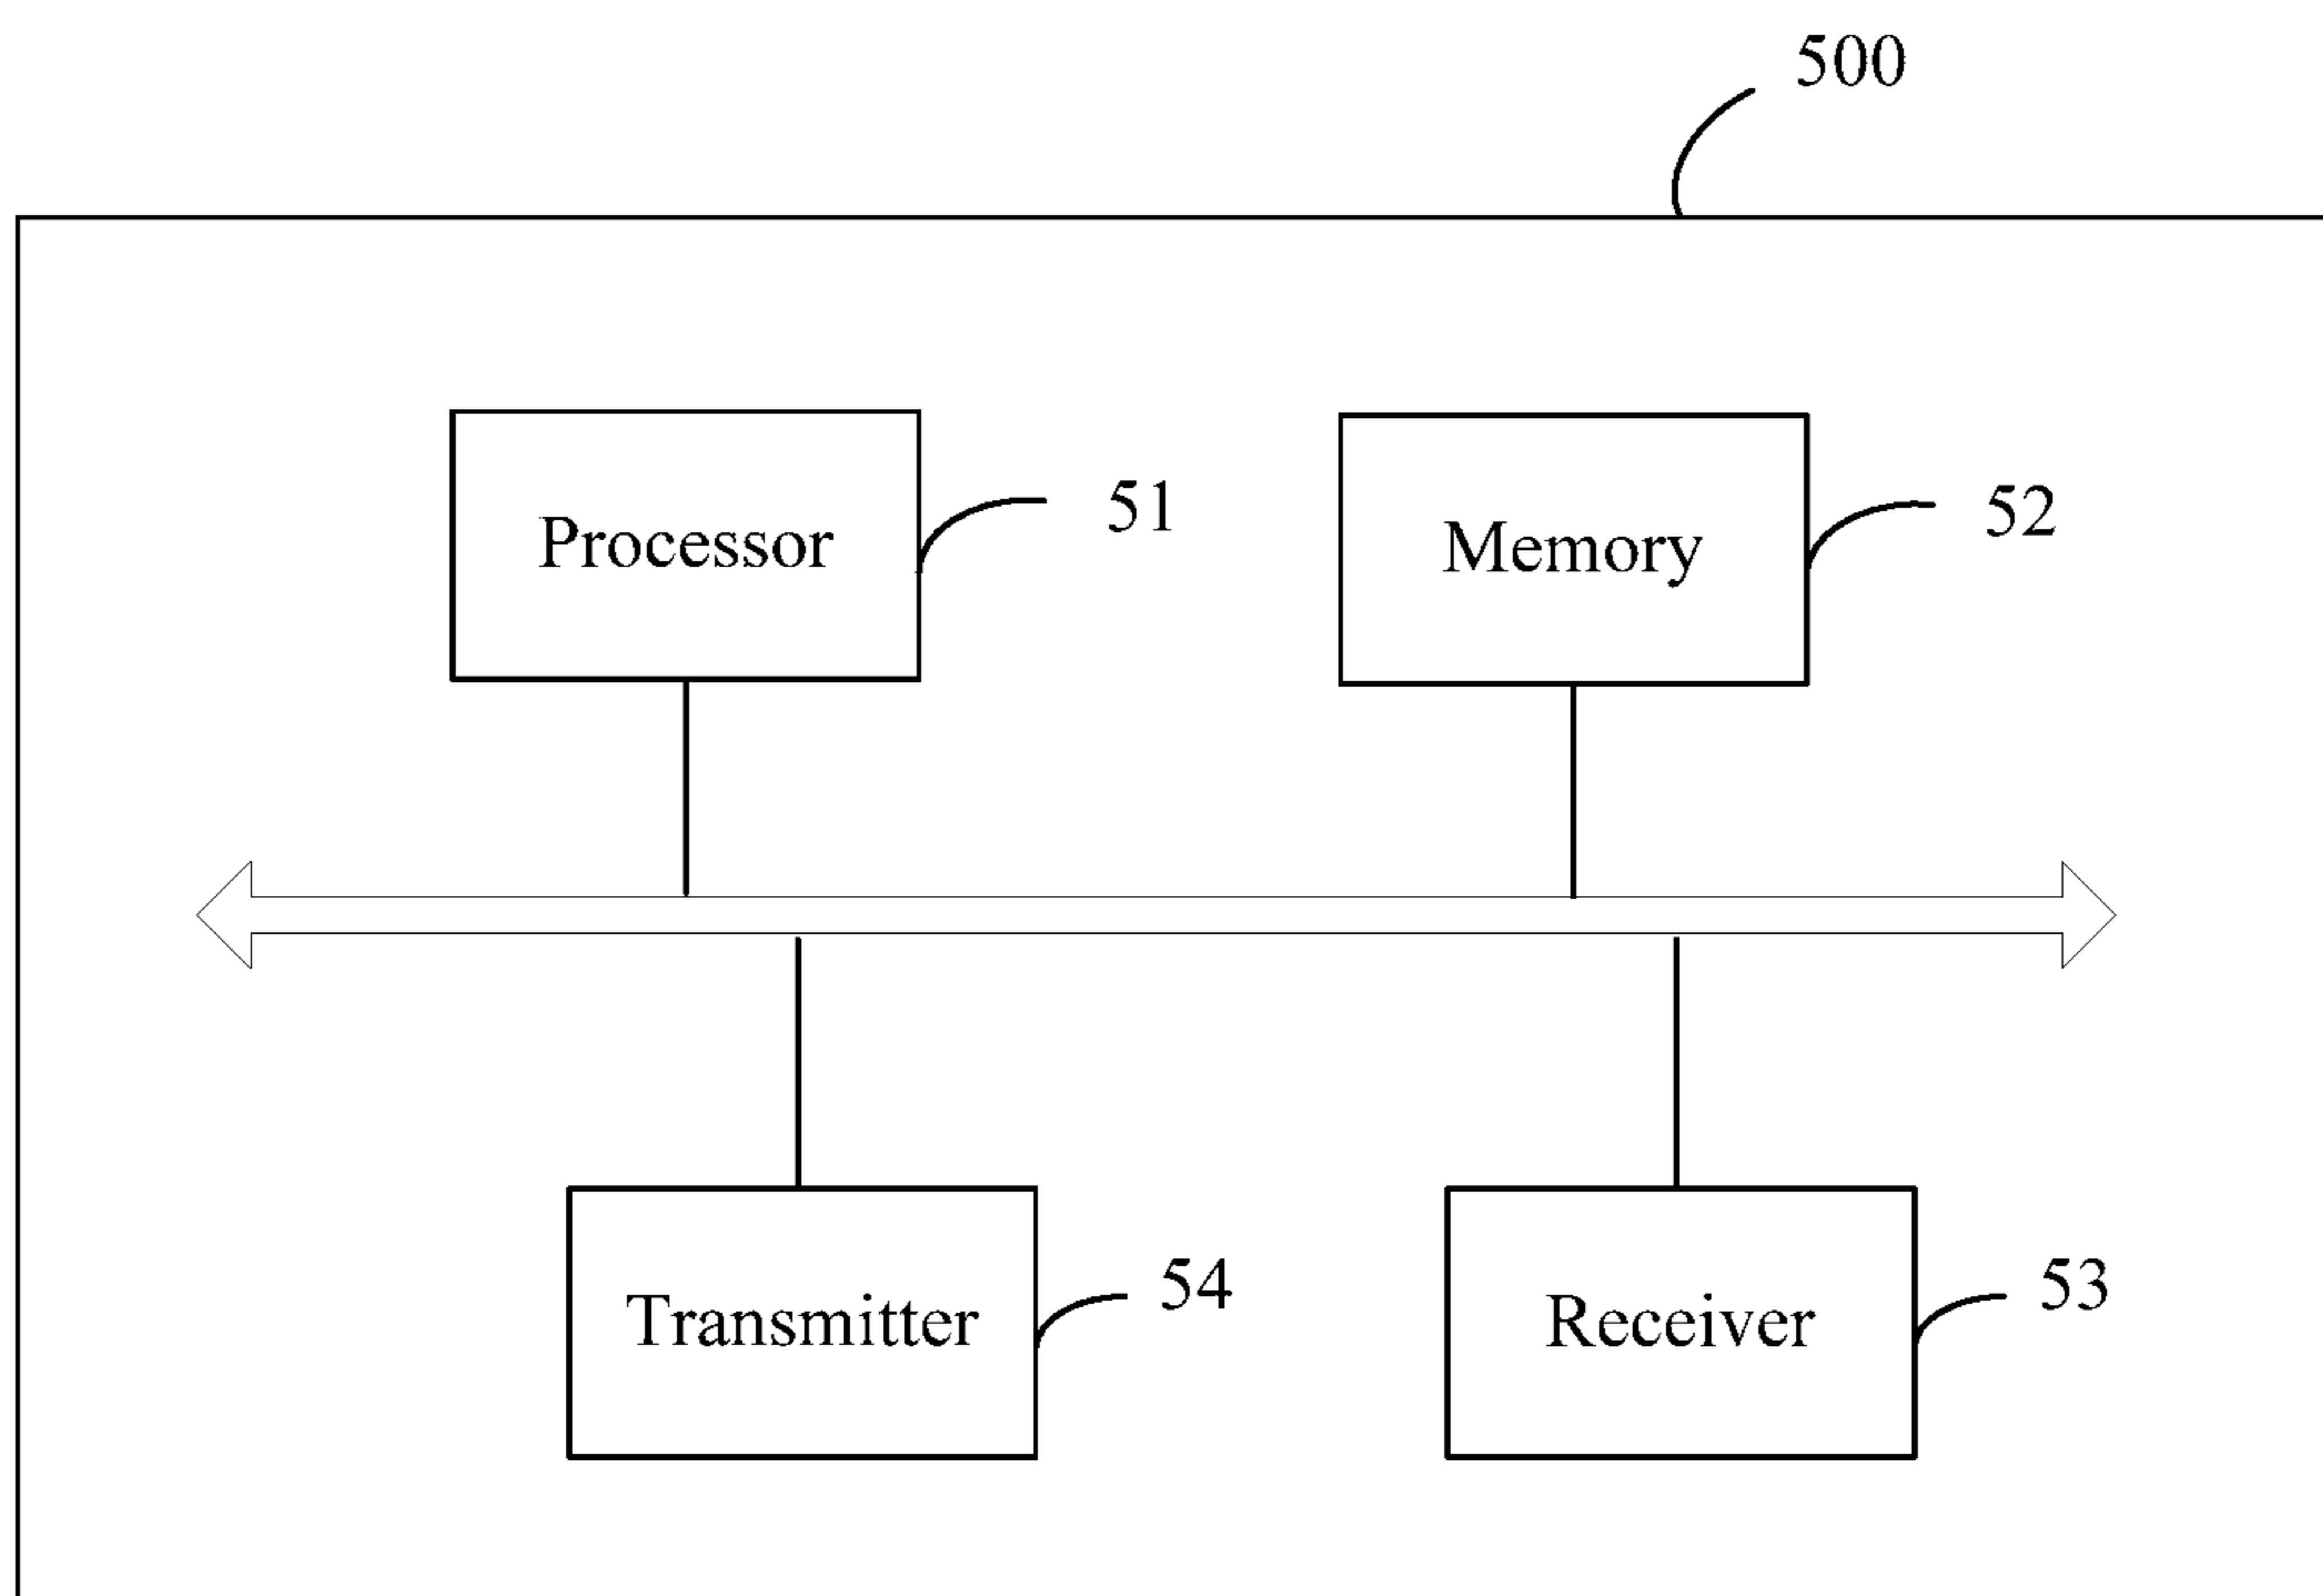 500
Processor
51
Memory
52
Transmitter
54
Receiver
53